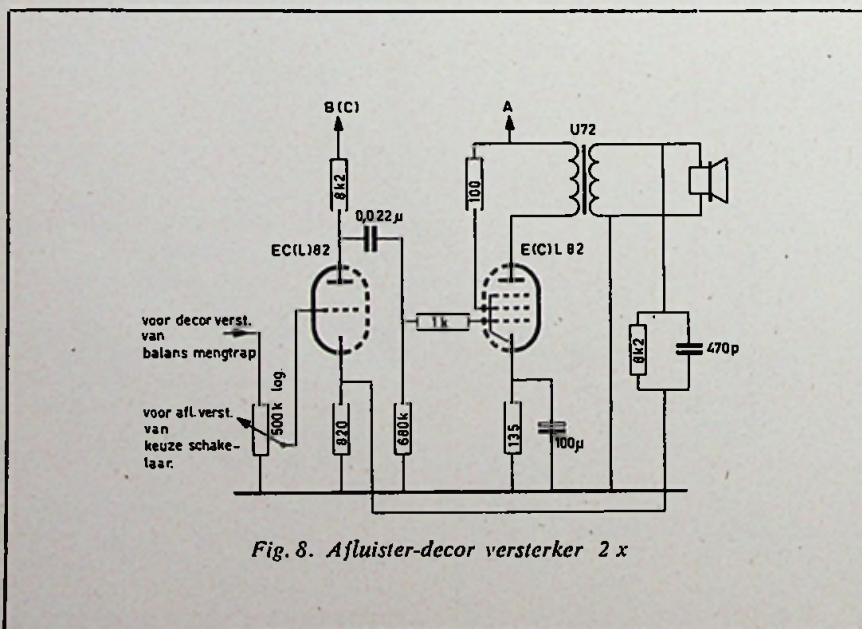 B(C)
A
U72
8k2
100
0,022µ
EC(L)82
E(C)L 82
voor decor verst.
van
balans mengtrap
1k
8k2
470p
500k log.
voor afl. verst.
van
keuze schake-
laar.
820
680k
135
100µ
Fig. 8. Afluister-decor versterker 2 x